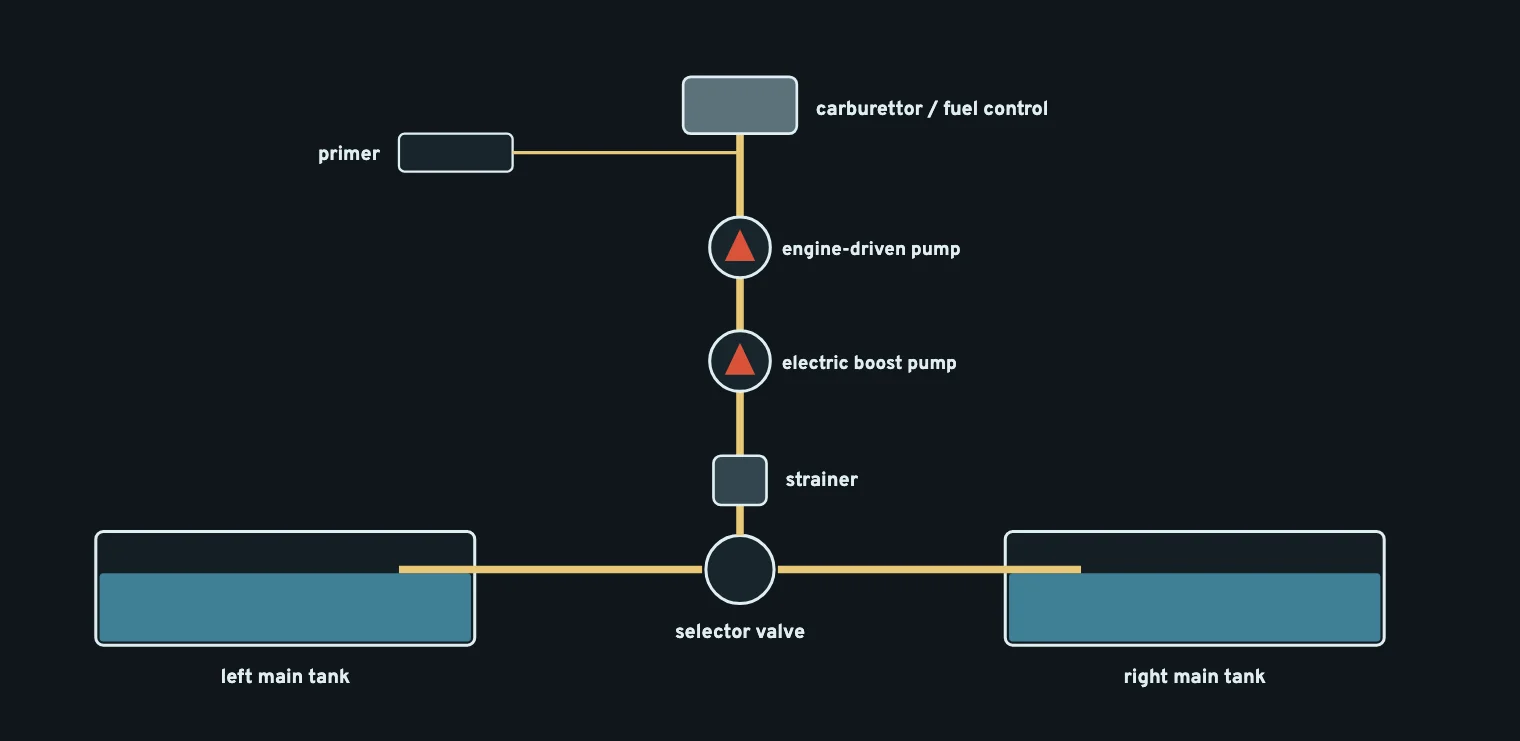 carburettor / fuel control
primer
engine-driven pump
electric boost pump
strainer
selector valve
left main tank
right main tank